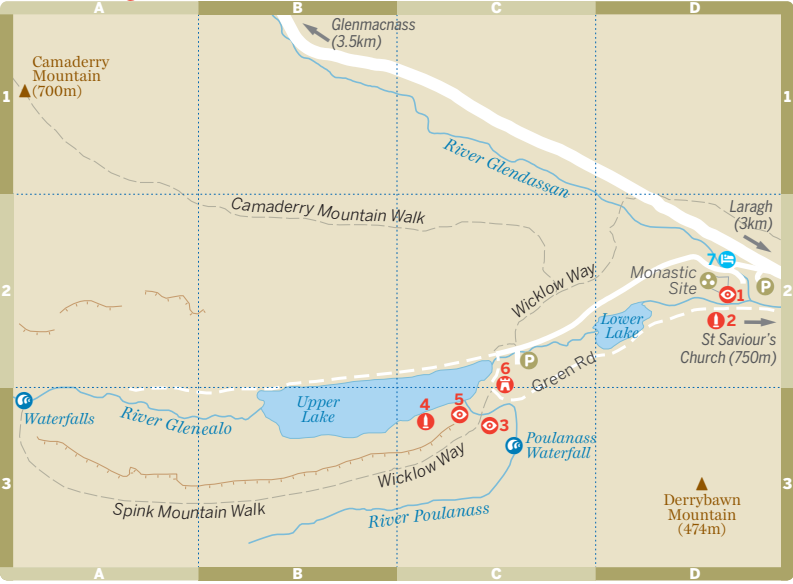 A
B
C
D
Glenmacnass
(3.5km)
Camaderry
Mountain
(700m)
1
1
River Glendassan
Camaderry Mountain Walk
Laragh
(3km)
7
Monastic
Site
P
1
2
2
2
Wicklow Way
Lower
Lake
St Saviour's
Church (750m)
P
6
Green Rd
Upper
Lake
4
5
3
Waterfalls
River Glenealo
Poulanass
Waterfall
Wicklow Way
3
3
Derrybawn
Mountain
(474m)
Spink Mountain Walk
River Poulanass
A
B
C
D